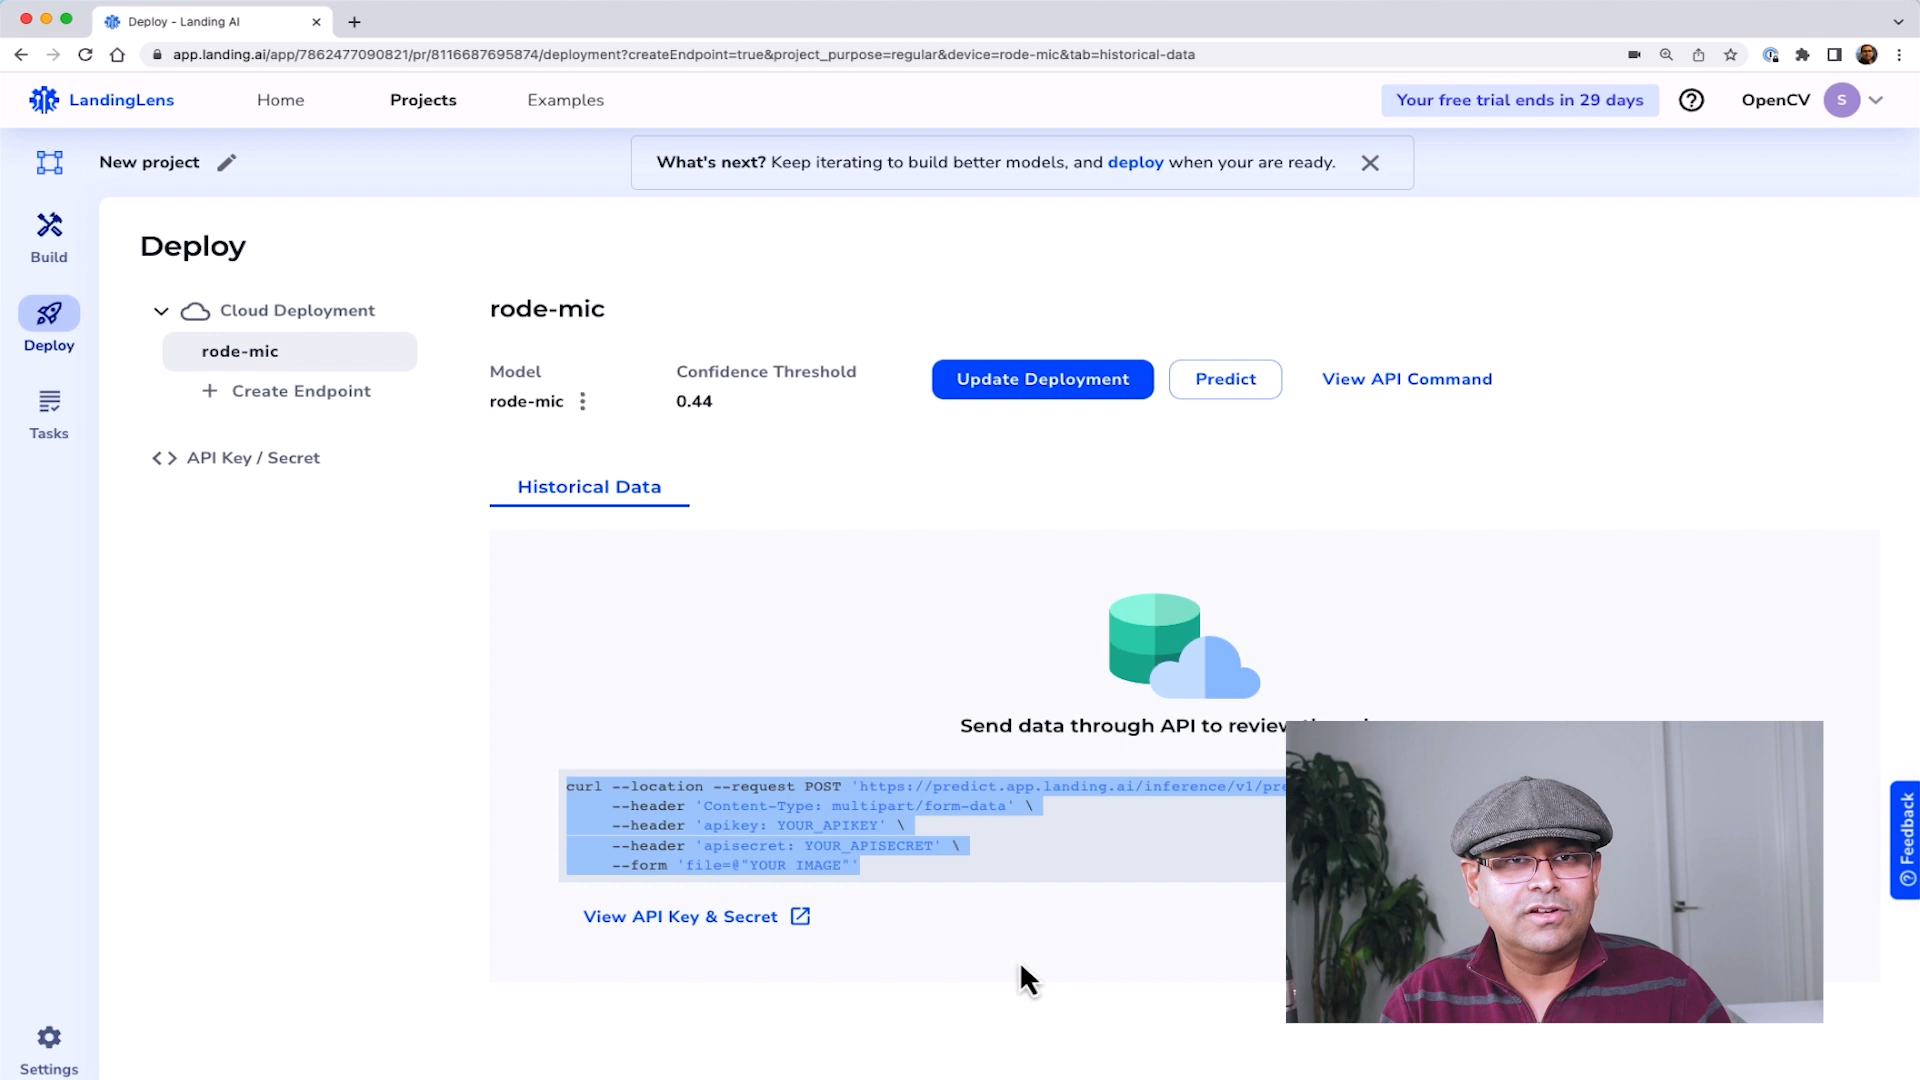 Deploy - Landing AI
app.landing.ai/app/7862477090821/pr/8116687695874/deployment?createEndpoint=true&project_purpose=regular&device=rode-mic&tab=historical-data
LandingLens
Home
Projects
Examples
Your free trial ends in 29 days
OpenCV
S
New project
What's next? Keep iterating to build better models, and deploy when your are ready.
Build
Deploy
Tasks
Settings
Deploy
Cloud Deployment
rode-mic
Create Endpoint
API Key / Secret
rode-mic
Model
Confidence Threshold
rode-mic
0.44
Update Deployment
Predict
View API Command
Historical Data
Send data through API to review
curl --location --request POST 'https://predict.app.landing.ai/inference/v1/pre
--header 'Content-Type: multipart/form-data' \
--header 'apikey: YOUR_APIKEY' \
--header 'apisecret: YOUR_APISECRET' \
--form 'file=@"YOUR IMAGE"'
View API Key & Secret
Feedback